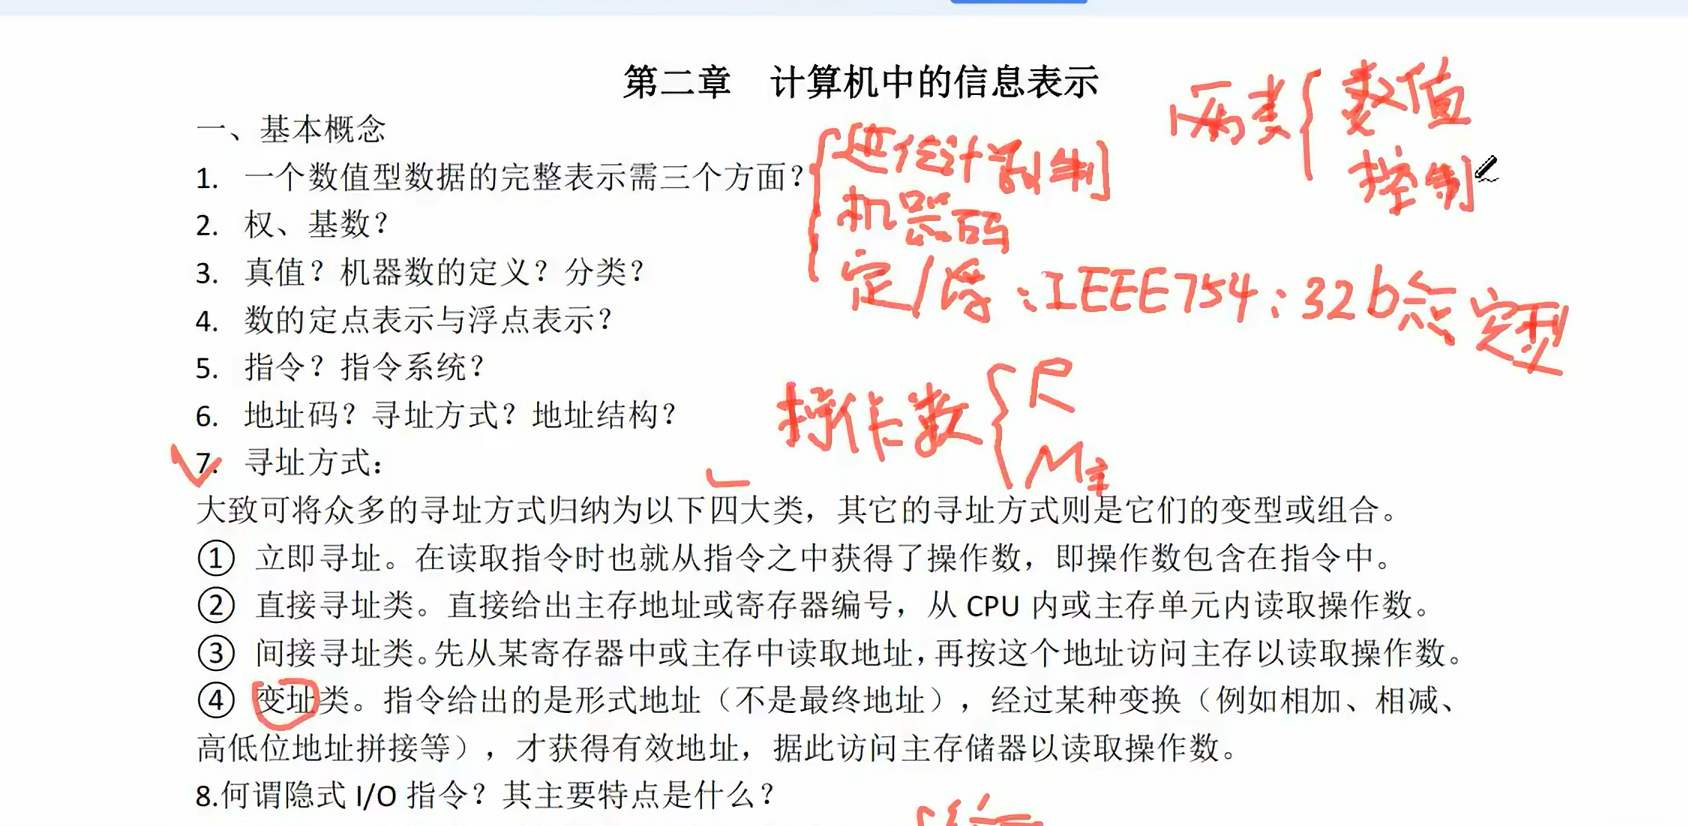 第二章 计算机中的信息表示
两类 { 数值
控制
一、基本概念
1. 一个数值型数据的完整表示需三个方面？
{ 进位计数制
机器码
定/浮：IEEE754：32b 定型
2. 权、基数？
3. 真值？机器数的定义？分类？
4. 数的定点表示与浮点表示？
5. 指令？指令系统？
6. 地址码？寻址方式？地址结构？
操作数 { R
M主
7. 寻址方式：
大致可将众多的寻址方式归纳为以下四大类，其它的寻址方式则是它们的变型或组合。
① 立即寻址。在读取指令时也就从指令之中获得了操作数，即操作数包含在指令中。
② 直接寻址类。直接给出主存地址或寄存器编号，从 CPU 内或主存单元内读取操作数。
③ 间接寻址类。先从某寄存器中或主存中读取地址，再按这个地址访问主存以读取操作数。
④ 变址类。指令给出的是形式地址（不是最终地址），经过某种变换（例如相加、相减、
高低位地址拼接等），才获得有效地址，据此访问主存储器以读取操作数。
8.何谓隐式 I/O 指令？其主要特点是什么？